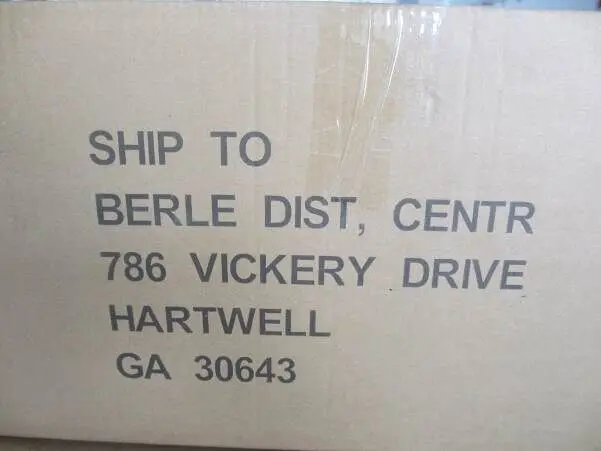 SHIP TO
BERLE DIST, CENTR
786 VICKERY DRIVE
HARTWELL
GA 30643